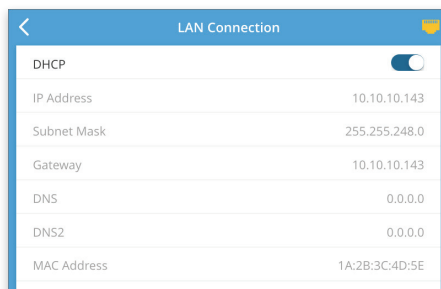 LAN Connection
DHCP
IP Address 10.10.10.143
Subnet Mask 255.255.248.0
Gateway 10.10.10.143
DNS 0.0.0.0
DNS2 0.0.0.0
MAC Address 1A:2B:3C:4D:5E